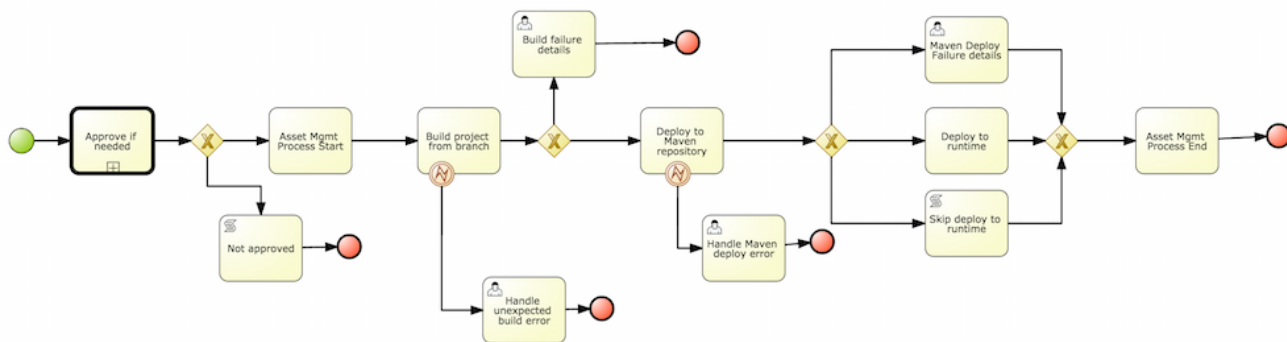 Build failure
details
Maven Deploy
Failure details
Approve if
needed
Asset Mgmt
Process Start
Build project
from branch
Deploy to
Maven
repository
Deploy to
runtime
Asset Mgmt
Process End
Not approved
Handle Maven
deploy error
Skip deploy to
runtime
Handle
unexpected
build error